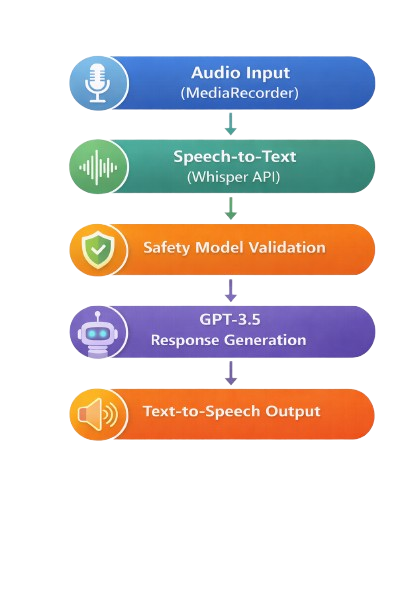 Audio Input
(MediaRecorder)
Speech-to-Text
(Whisper API)
Safety Model Validation
GPT-3.5
Response Generation
Text-to-Speech Output